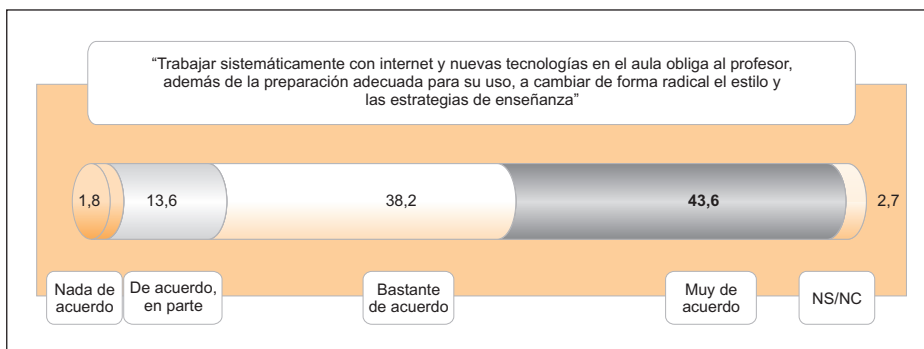 “Trabajar sistemáticamente con internet y nuevas tecnologías en el aula obliga al profesor,
además de la preparación adecuada para su uso, a cambiar de forma radical el estilo y
las estrategias de enseñanza”
1,8
13,6
38,2
43,6
2,7
Nada de
acuerdo
De acuerdo,
en parte
Bastante
de acuerdo
Muy de
acuerdo
NS/NC